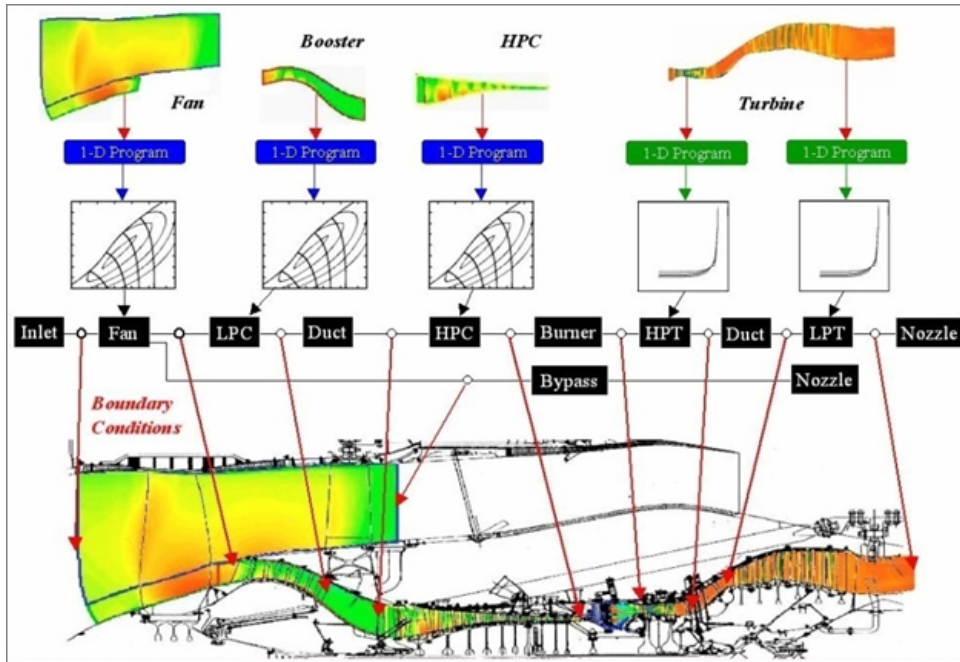 Booster
HPC
Fan
Turbine
1-D Program
1-D Program
1-D Program
1-D Program
1-D Program
Inlet
Fan
LPC
Duct
HPC
Burner
HPT
Duct
LPT
Nozzle
Bypass
Nozzle
Boundary
Conditions